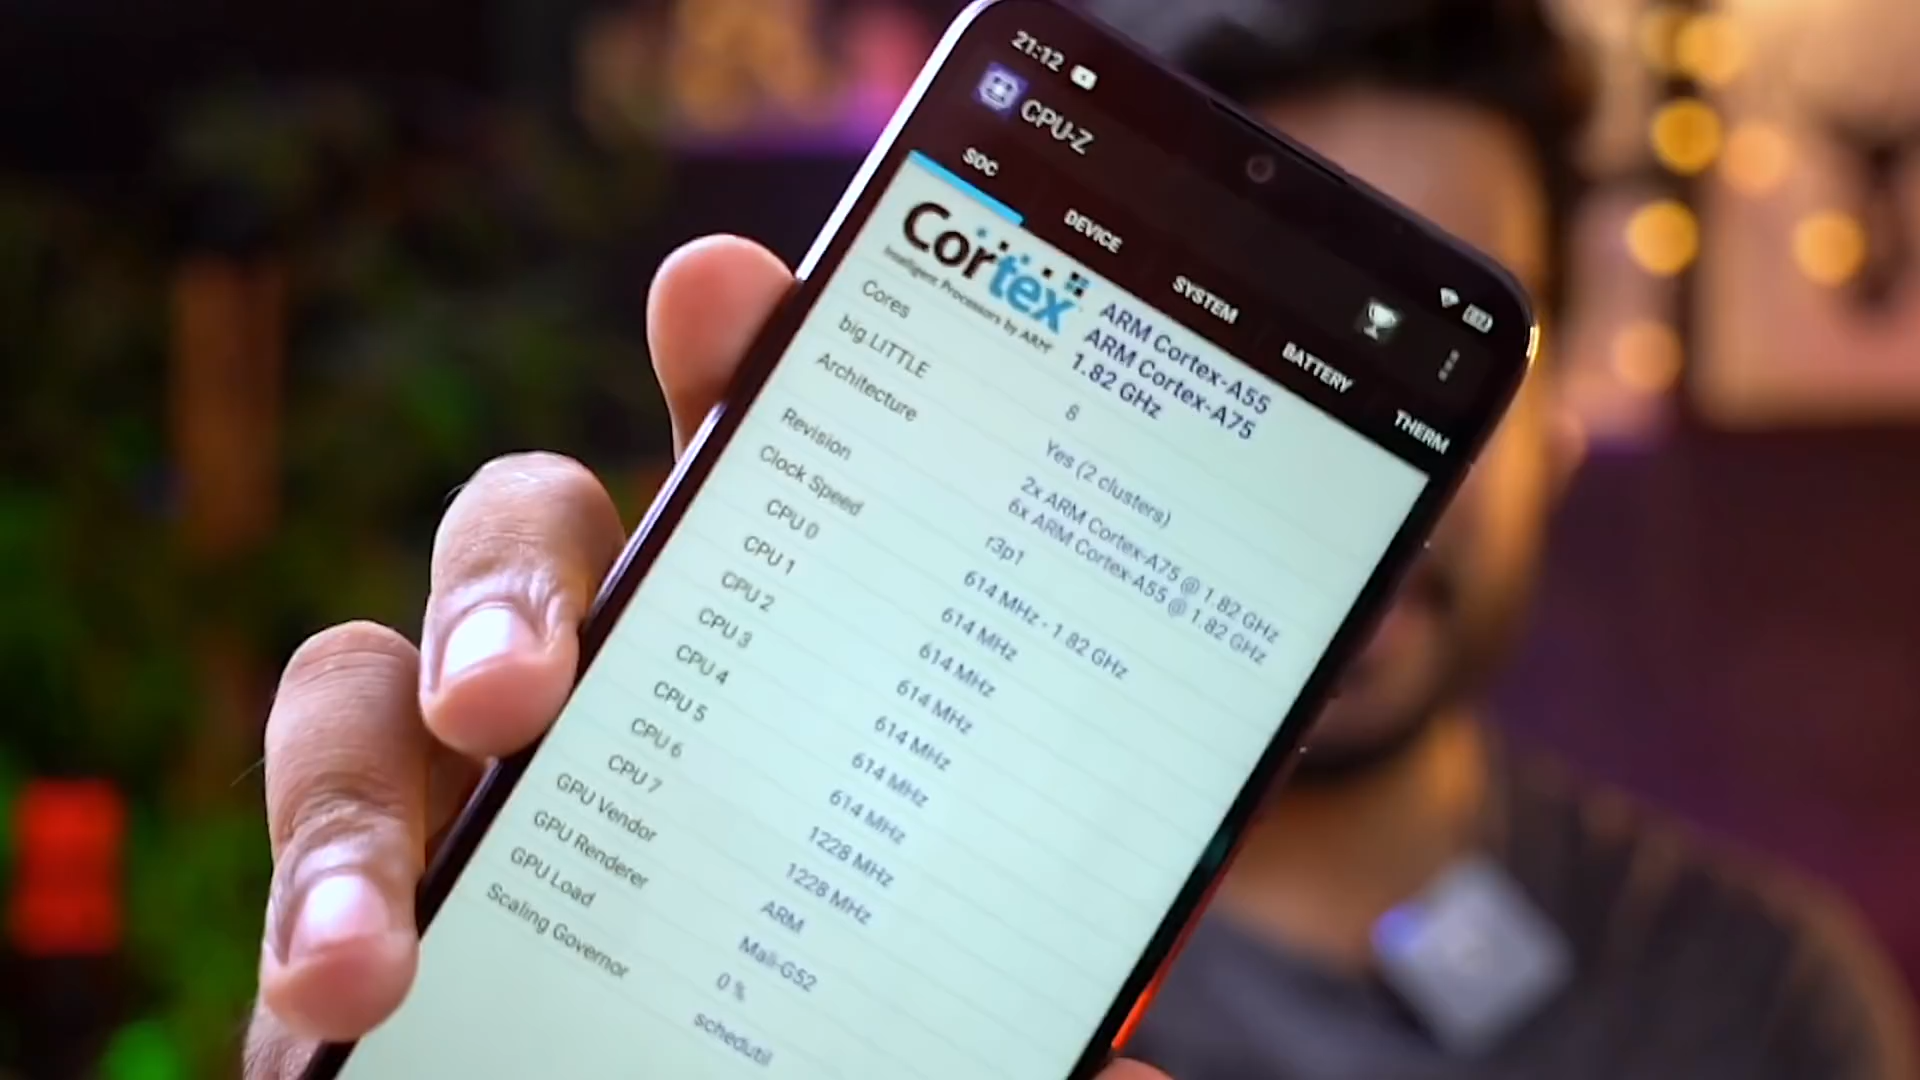 21:12
CPU-Z
SOC
DEVICE
SYSTEM
BATTERY
THERM
Cortex
Intelligent Processors by ARM
ARM Cortex-A55
ARM Cortex-A75
1.82 GHz
Cores 8
big.LITTLE Yes (2 clusters)
Architecture 2x ARM Cortex-A75 @ 1.82 GHz
6x ARM Cortex-A55 @ 1.82 GHz
Revision r3p1
Clock Speed 614 MHz - 1.82 GHz
CPU 0 614 MHz
CPU 1 614 MHz
CPU 2 614 MHz
CPU 3 614 MHz
CPU 4 614 MHz
CPU 5 614 MHz
CPU 6 1228 MHz
CPU 7 1228 MHz
GPU Vendor ARM
GPU Renderer Mali-G52
GPU Load 0 %
Scaling Governor schedutil